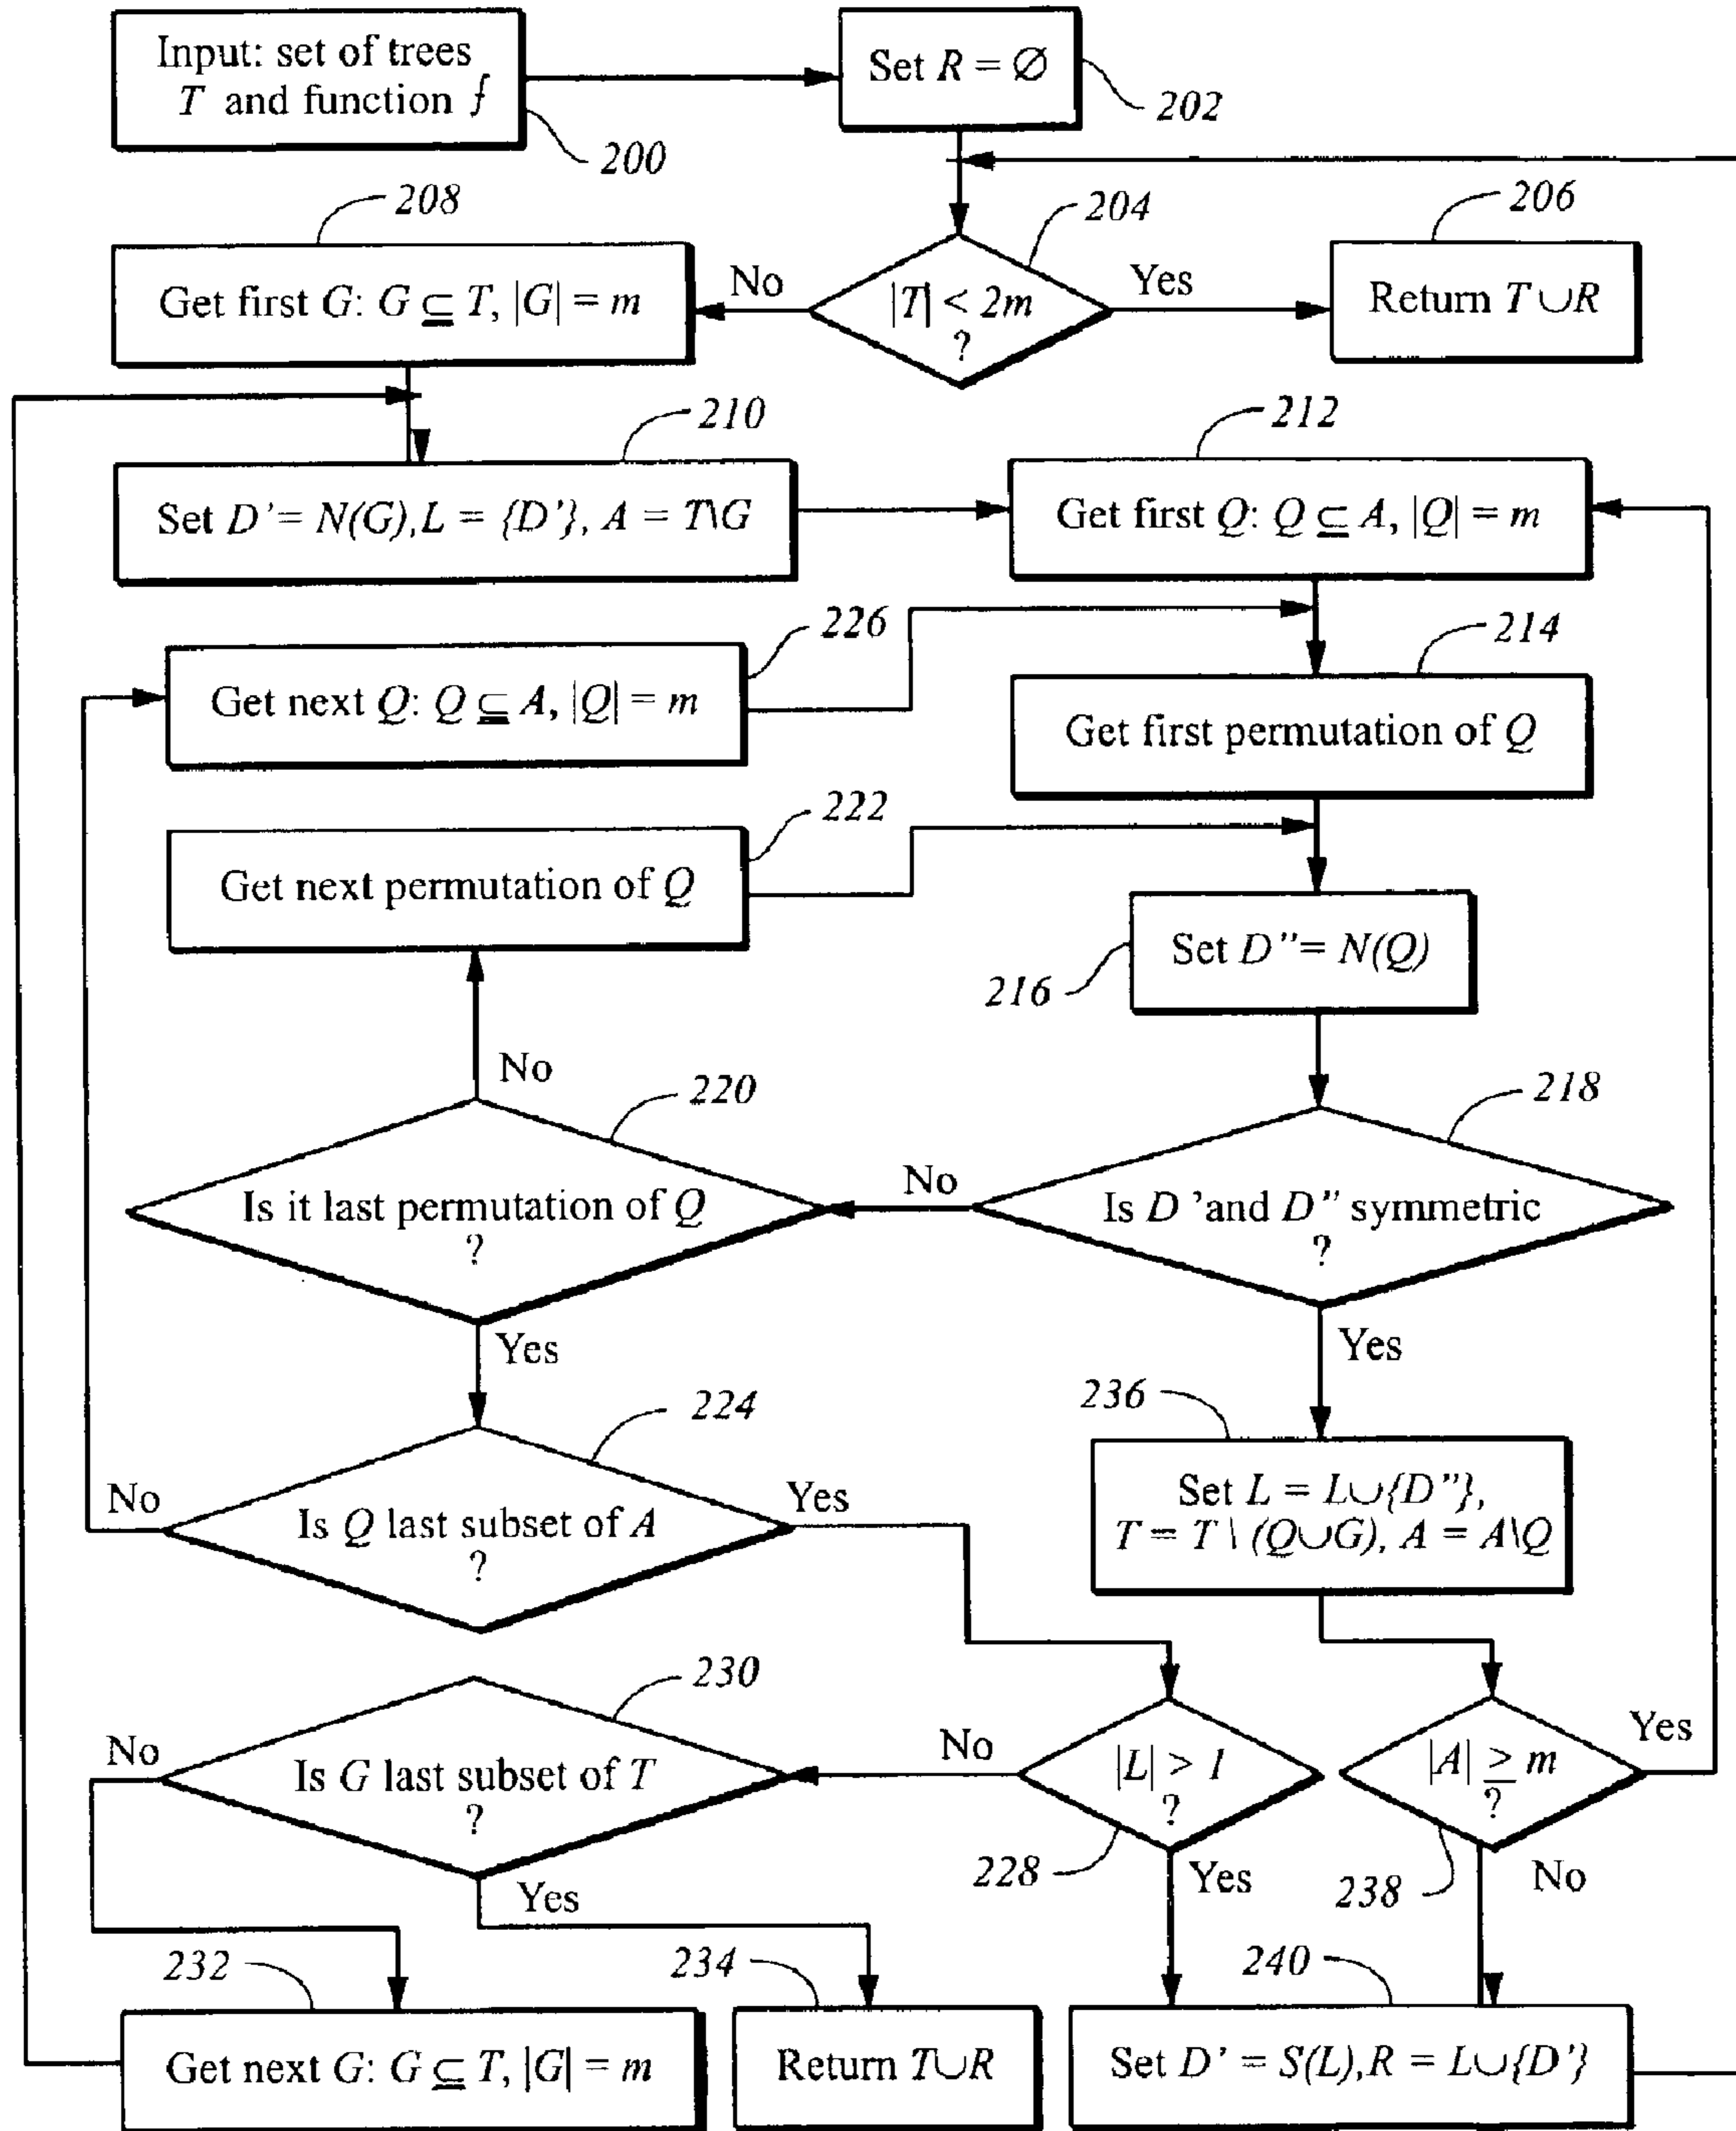 Input: set of trees
T and function f
200
Set R = ∅
202
204
|T| < 2m
?
No
Yes
206
Return T∪R
208
Get first G: G ⊆ T, |G| = m
210
Set D'= N(G),L = {D'}, A = T\G
212
Get first Q: Q ⊆ A, |Q| = m
226
Get next Q: Q ⊆ A, |Q| = m
214
Get first permutation of Q
222
Get next permutation of Q
Set D"= N(Q)
216
No
220
Is it last permutation of Q
?
No
218
Is D 'and D" symmetric
?
Yes
Yes
224
No
Is Q last subset of A
?
Yes
236
Set L = L∪{D"},
T = T \ (Q∪G), A = A\Q
230
No
Is G last subset of T
?
Yes
No
|L| > 1
?
228
Yes
|A| ≥ m
?
Yes
238
No
232
Get next G: G ⊆ T, |G| = m
234
Return T∪R
240
Set D' = S(L),R = L∪{D'}